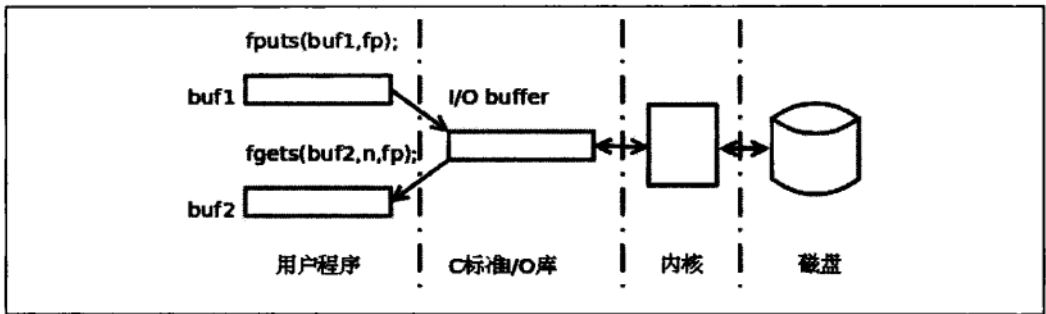 fputs(buf1,fp);
buf1
I/O buffer
fgets(buf2,n,fp);
buf2
用户程序
C标准I/O库
内核
磁盘